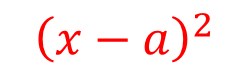 (x − a)²